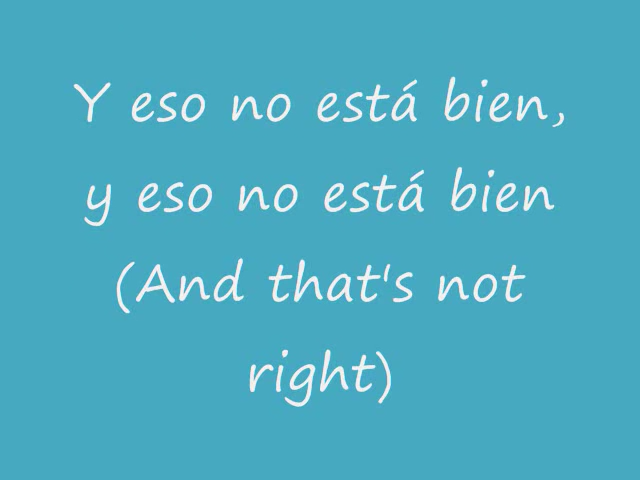 Y eso no está bien,
y eso no está bien
(And that's not
right)